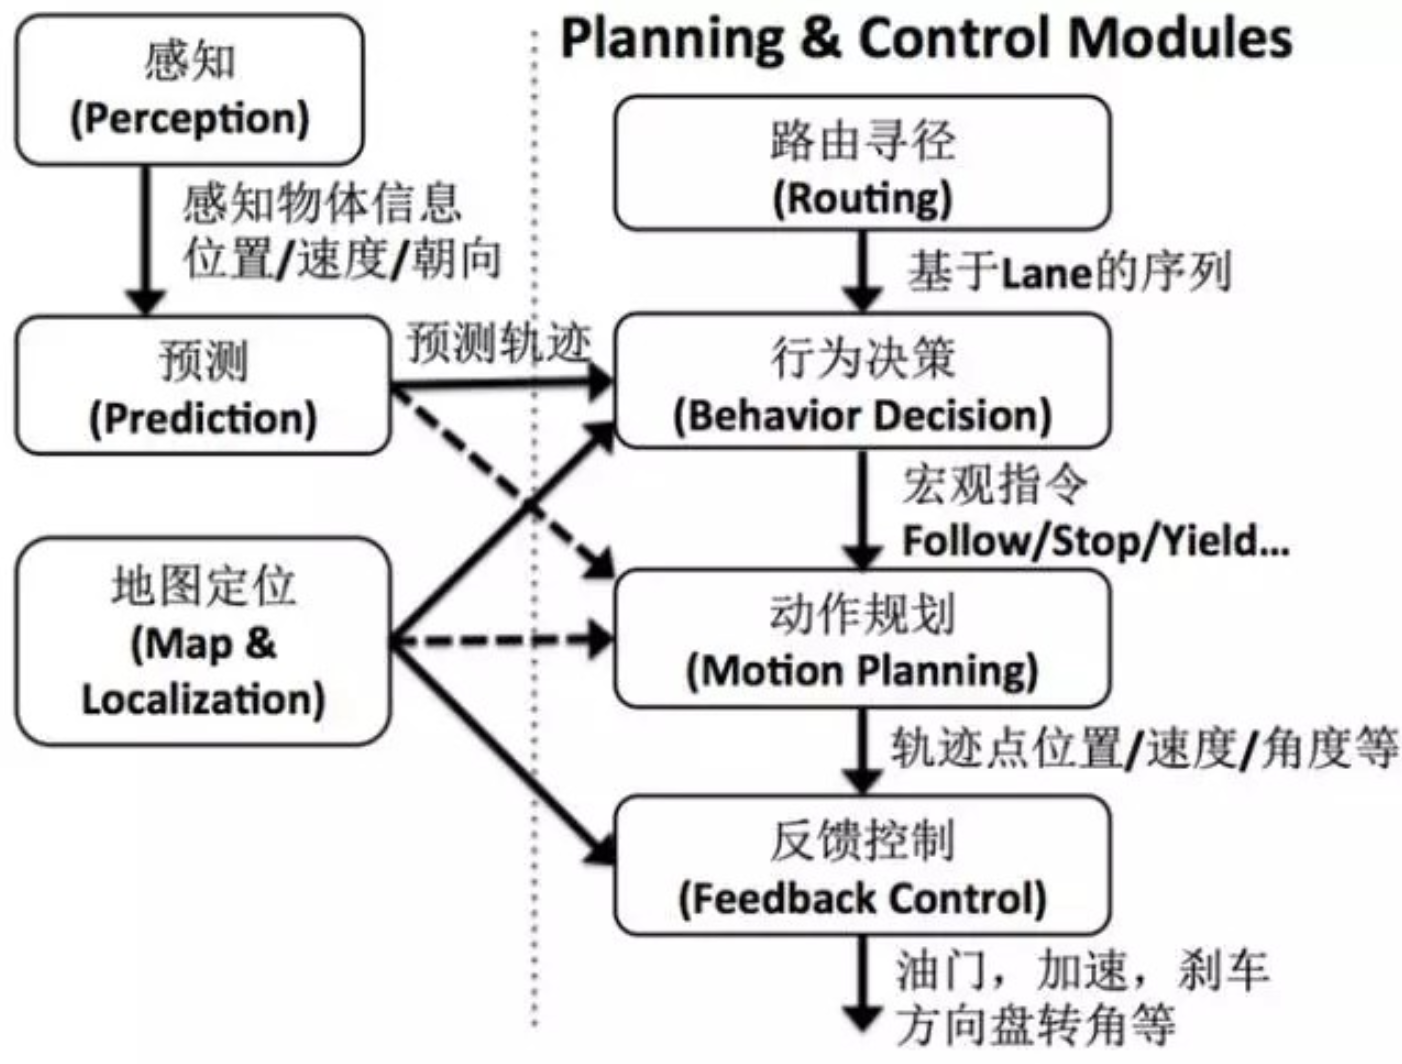 Planning & Control Modules
感知
(Perception)
感知物体信息
位置/速度/朝向
预测
(Prediction)
预测轨迹
地图定位
(Map &
Localization)
路由寻径
(Routing)
基于Lane的序列
行为决策
(Behavior Decision)
宏观指令
Follow/Stop/Yield...
动作规划
(Motion Planning)
轨迹点位置/速度/角度等
反馈控制
(Feedback Control)
油门，加速，刹车
方向盘转角等